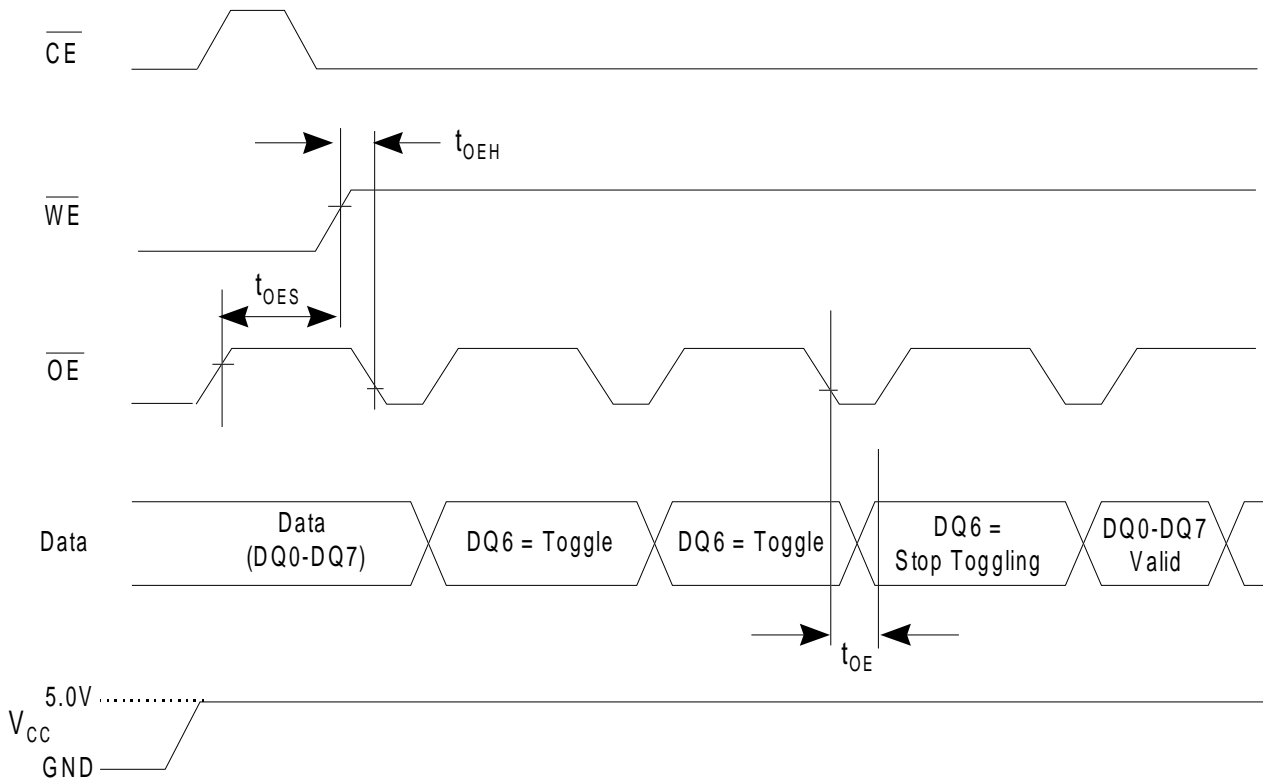 CE
tOEH
WE
tOES
OE
Data
Data
(DQ0-DQ7)
DQ6 = Toggle
DQ6 = Toggle
DQ6 =
Stop Toggling
DQ0-DQ7
Valid
tOE
5.0V
VCC
GND